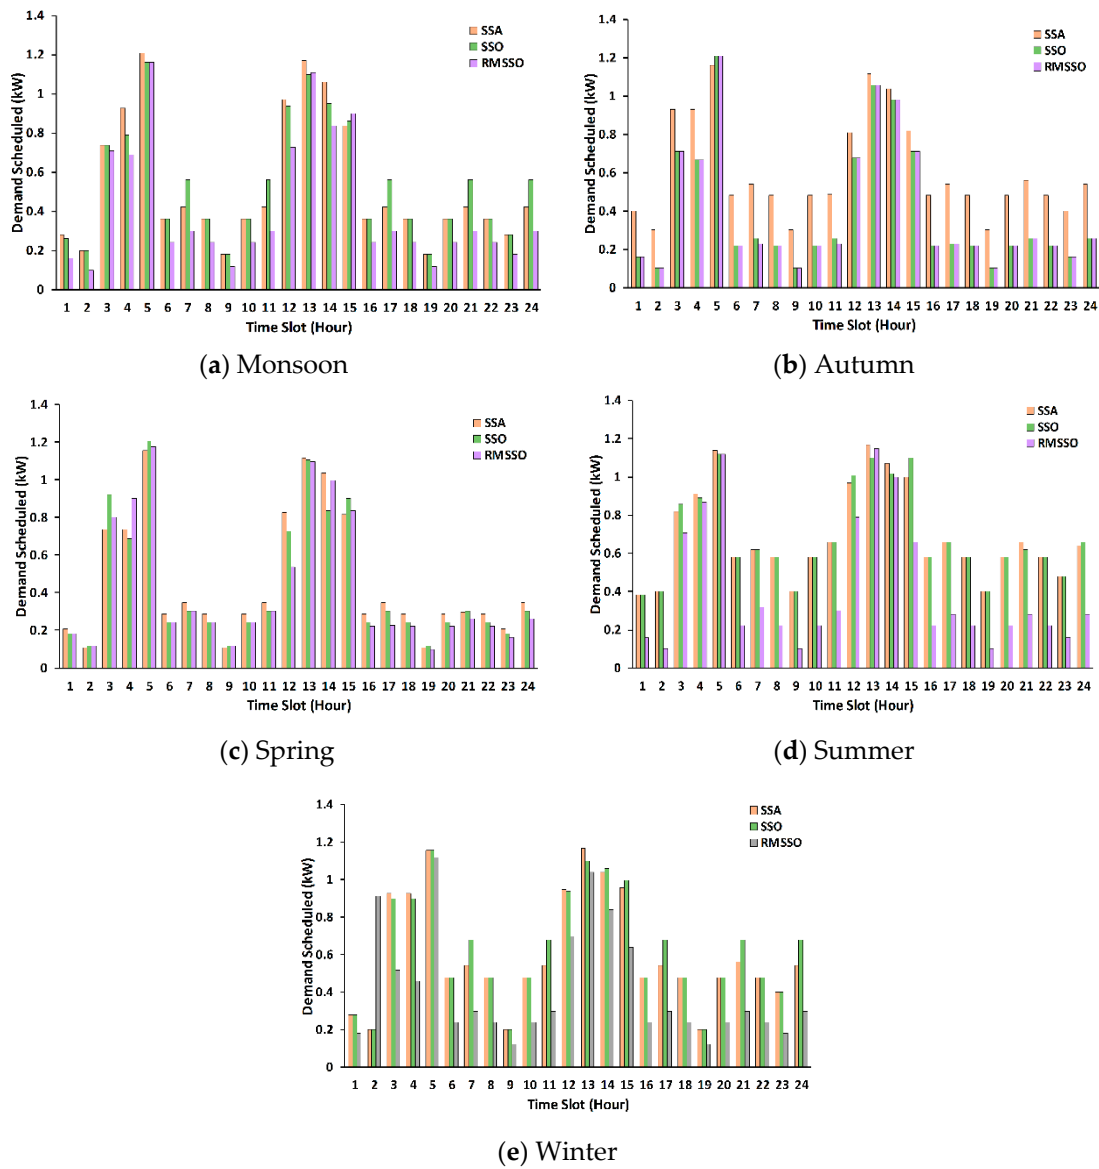 1.4
1.2
1
0.8
0.6
0.4
0.2
0
Demand Scheduled (kW)
SSA
SSO
RMSSO
1 2 3 4 5 6 7 8 9 10 11 12 13 14 15 16 17 18 19 20 21 22 23 24
Time Slot (Hour)
(a) Monsoon
1.4
1.2
1
0.8
0.6
0.4
0.2
0
Demand Scheduled (kW)
SSA
SSO
RMSSO
1 2 3 4 5 6 7 8 9 10 11 12 13 14 15 16 17 18 19 20 21 22 23 24
Time Slot (Hour)
(b) Autumn
1.4
1.2
1
0.8
0.6
0.4
0.2
0
Demand Scheduled (kW)
SSA
SSO
RMSSO
1 2 3 4 5 6 7 8 9 10 11 12 13 14 15 16 17 18 19 20 21 22 23 24
Time Slot (Hour)
(c) Spring
1.4
1.2
1
0.8
0.6
0.4
0.2
0
Demand Scheduled (kW)
SSA
SSO
RMSSO
1 2 3 4 5 6 7 8 9 10 11 12 13 14 15 16 17 18 19 20 21 22 23 24
Time Slot (Hour)
(d) Summer
1.4
1.2
1
0.8
0.6
0.4
0.2
0
Demand Scheduled (kW)
SSA
SSO
RMSSO
1 2 3 4 5 6 7 8 9 10 11 12 13 14 15 16 17 18 19 20 21 22 23 24
Time Slot (Hour)
(e) Winter